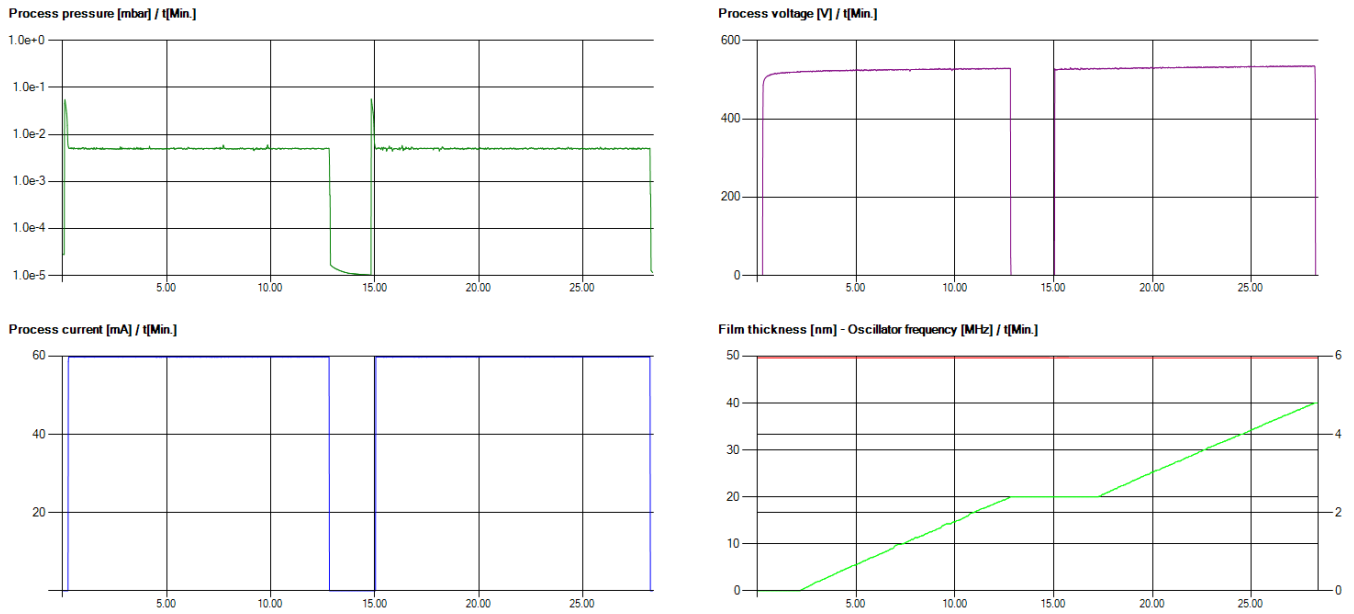 Process pressure [mbar] / t[Min.]
1.0e+0
1.0e-1
1.0e-2
1.0e-3
1.0e-4
1.0e-5
5.00 10.00 15.00 20.00 25.00
Process voltage [V] / t[Min.]
600
400
200
0
5.00 10.00 15.00 20.00 25.00
Process current [mA] / t[Min.]
60
40
20
5.00 10.00 15.00 20.00 25.00
Film thickness [nm] - Oscillator frequency [MHz] / t[Min.]
50 6
40
4
30
20
2
10
0 0
5.00 10.00 15.00 20.00 25.00